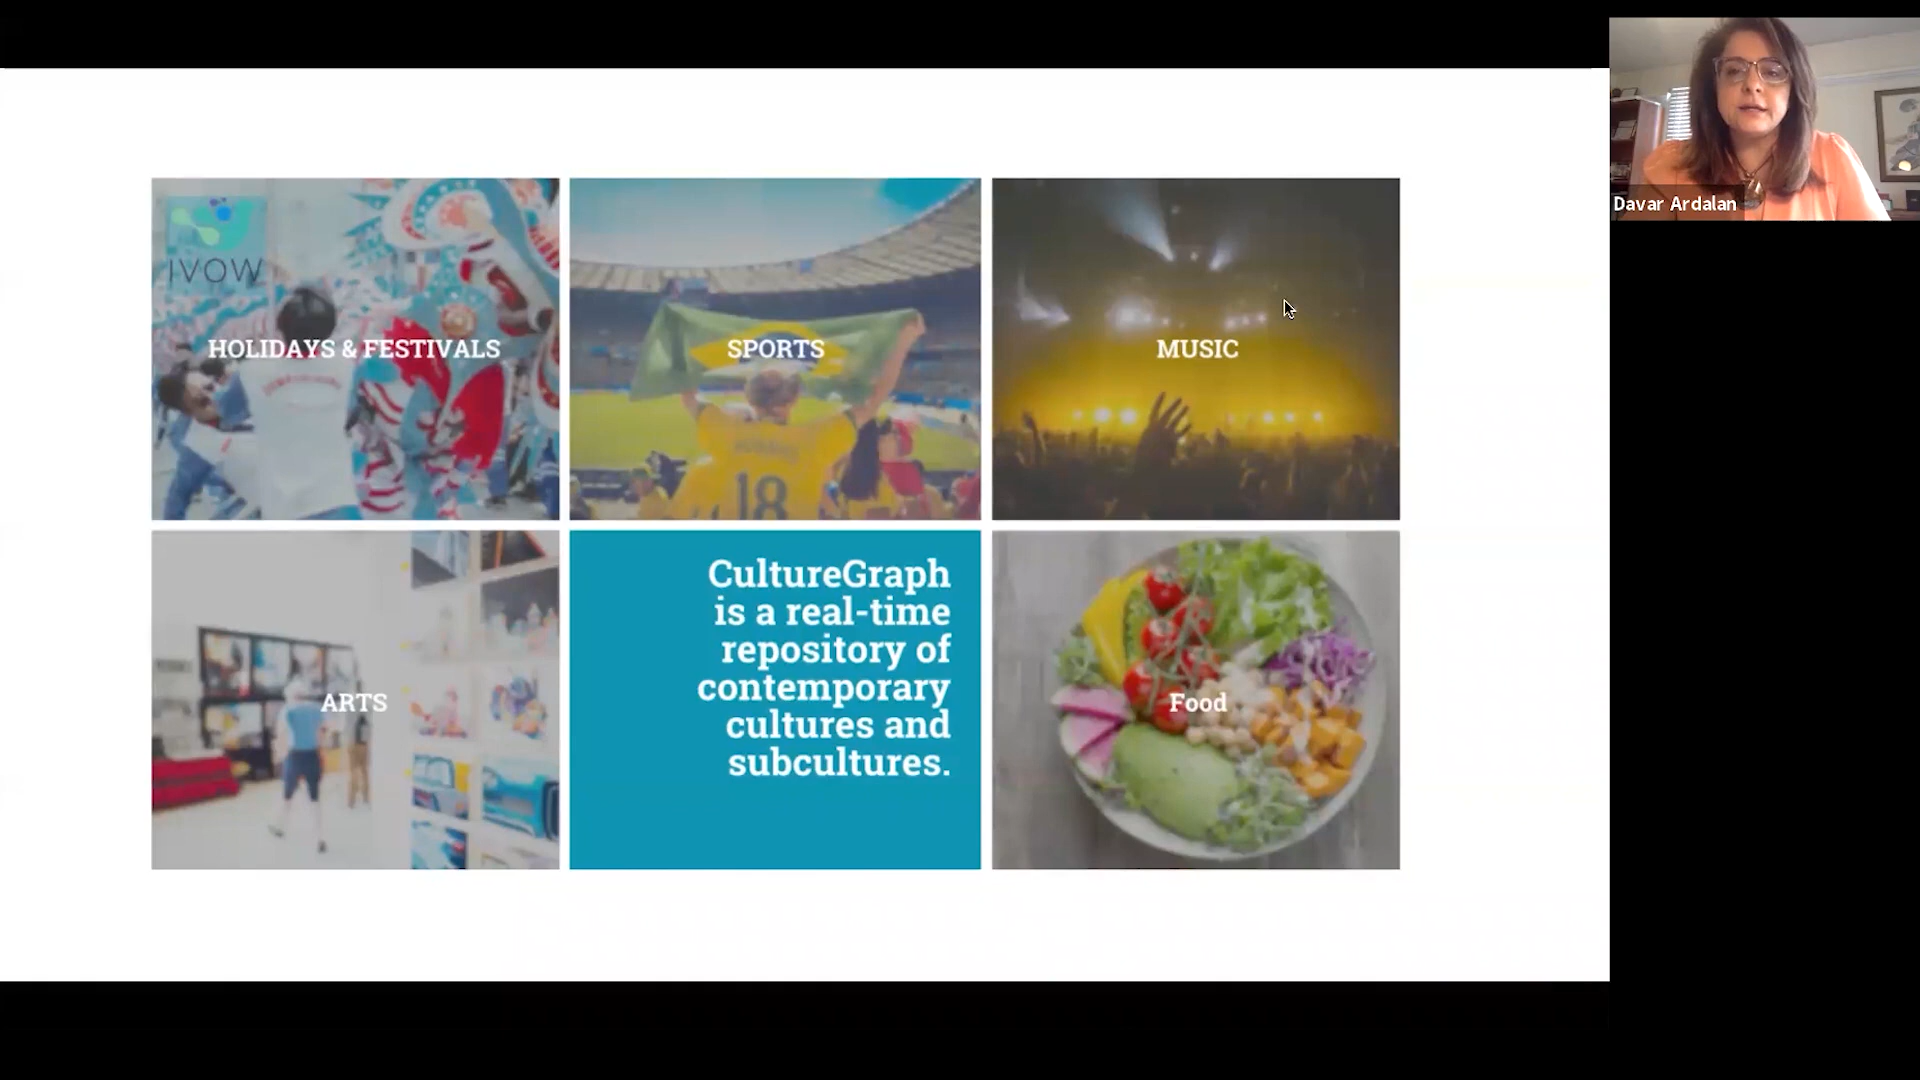 IVOW
HOLIDAYS & FESTIVALS
SPORTS
18
MUSIC
Davar Ardalan
ARTS
CultureGraph
is a real-time
repository of
contemporary
cultures and
subcultures.
Food